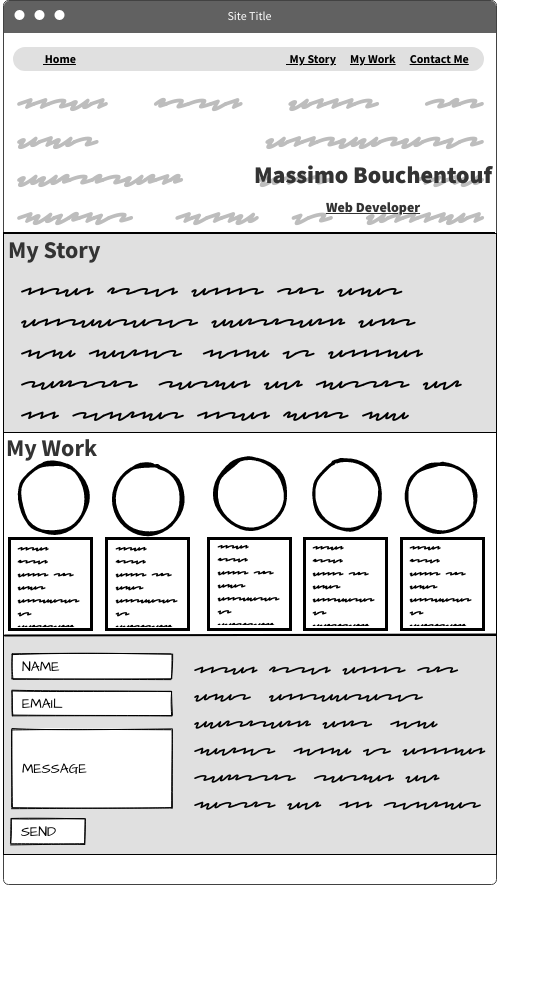 Site Title
Home My Story My Work Contact Me
Massimo Bouchentouf
Web Developer
My Story
My Work
NAME
EMAIL
MESSAGE
SEND